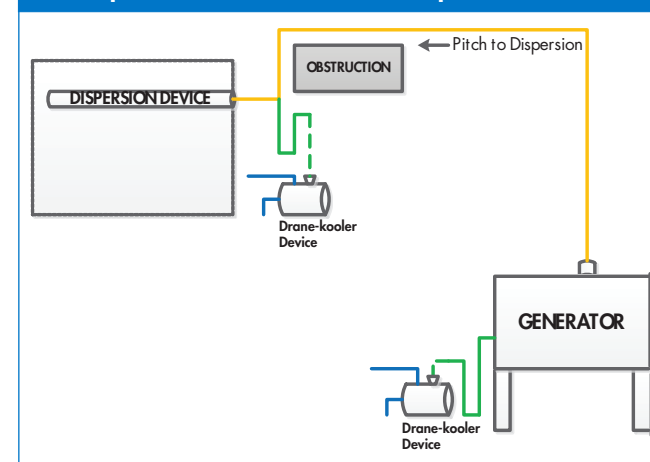 OBSTRUCTION
Pitch to Dispersion
DISPERSION DEVICE
Drane-kooler
Device
GENERATOR
Drane-kooler
Device